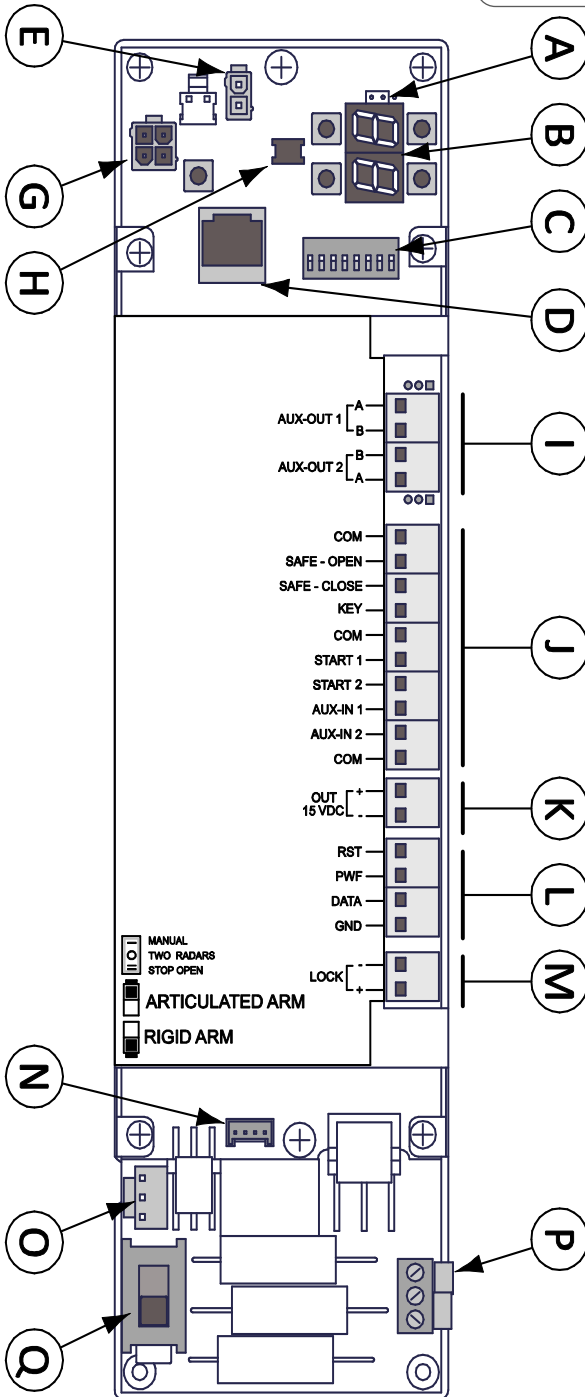 E
A
B
G
C
H
D
A
AUX-OUT 1
B
I
B
AUX-OUT 2
A
COM
SAFE - OPEN
SAFE - CLOSE
KEY
COM
J
START 1
START 2
AUX-IN 1
AUX-IN 2
COM
+
OUT
15 VDC
-
K
RST
PWF
DATA
GND
L
-
LOCK
+
M
MANUAL
TWO RADARS
STOP OPEN
ARTICULATED ARM
RIGID ARM
N
O
P
Q